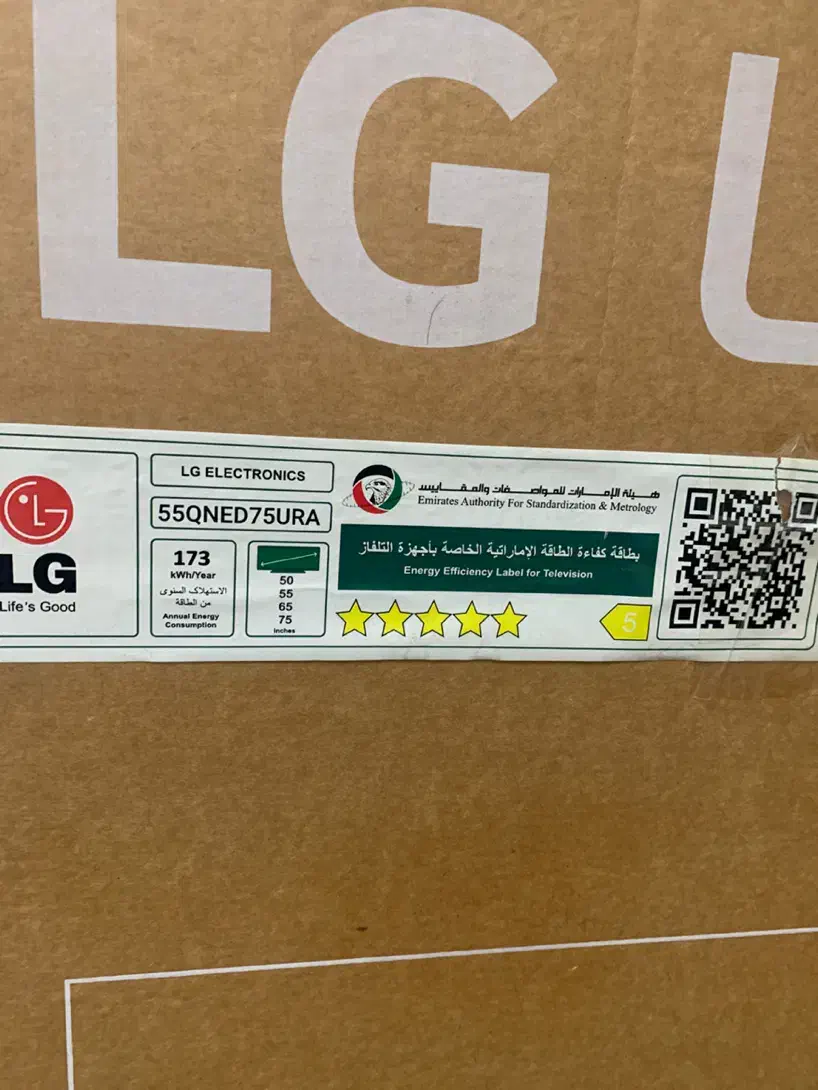 LG U
LG
Life's Good
LG ELECTRONICS
55QNED75URA
173
kWh/Year
الاستهلاك السنوى
من الطاقة
Annual Energy
Consumption
50
55
65
75
Inches
هيئة الإمارات للمواصفات والمقاييس
Emirates Authority For Standardization & Metrology
بطاقة كفاءة الطاقة الإماراتية الخاصة بأجهزة التلفاز
Energy Efficiency Label for Television
5